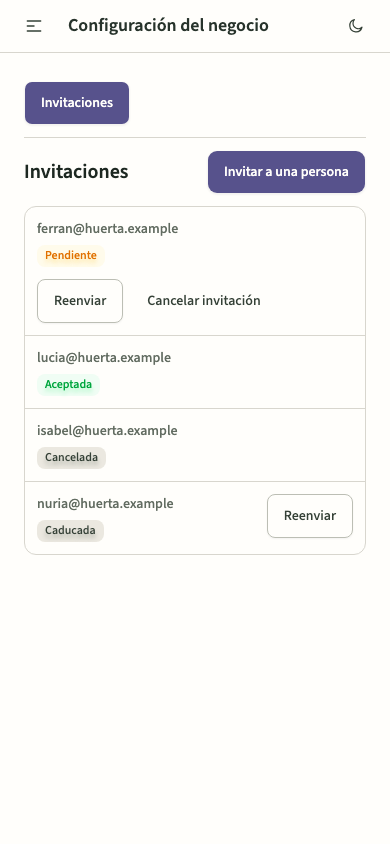 Configuración del negocio
Invitaciones
Invitaciones
Invitar a una persona
ferran@huerta.example
Pendiente
Reenviar
Cancelar invitación
lucia@huerta.example
Aceptada
isabel@huerta.example
Cancelada
nuria@huerta.example
Caducada
Reenviar